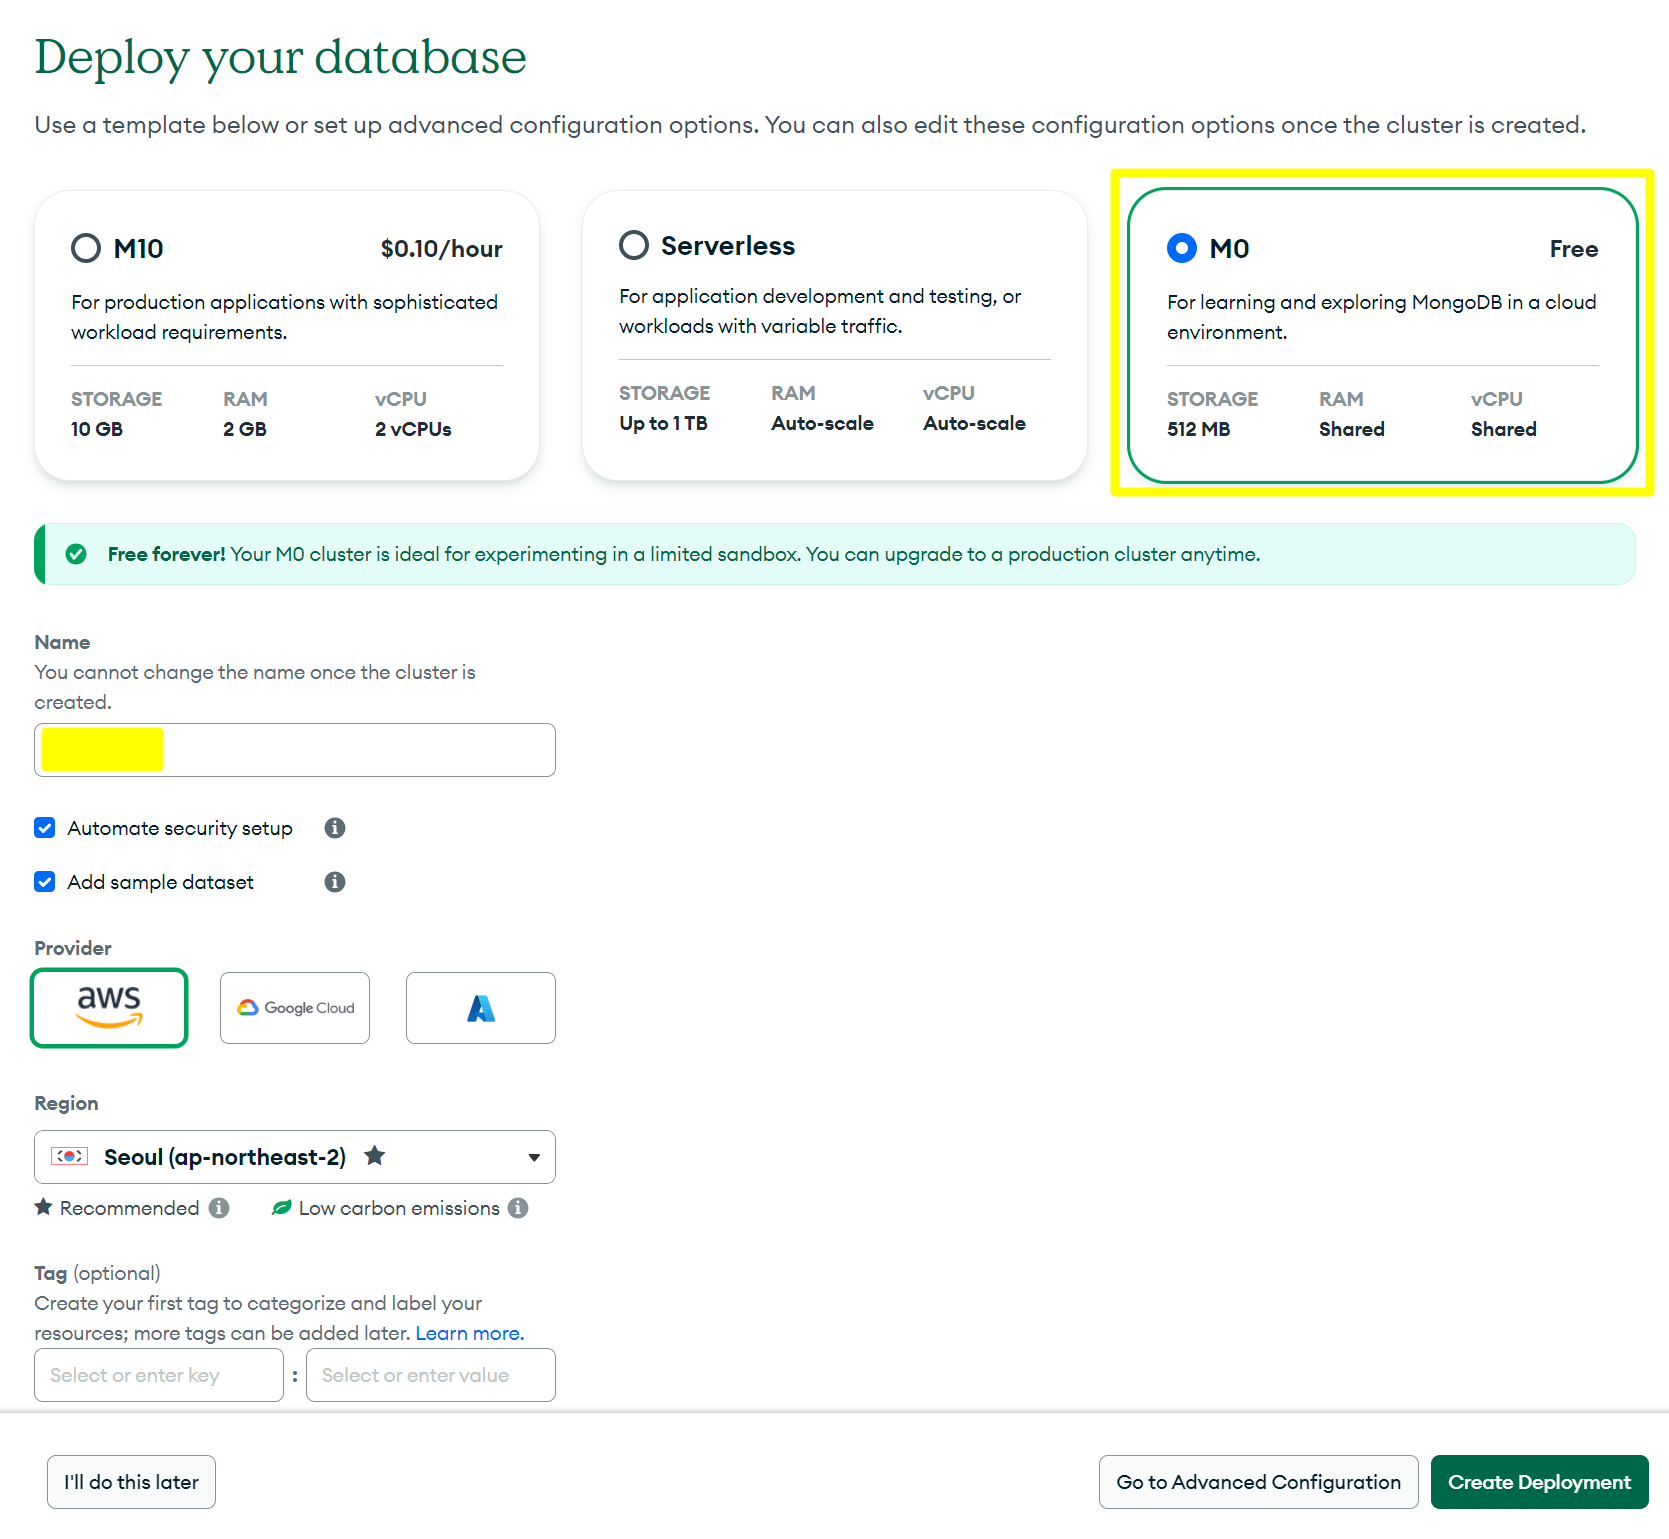 Deploy your database
Use a template below or set up advanced configuration options. You can also edit these configuration options once the cluster is created.
M10 $0.10/hour
For production applications with sophisticated
workload requirements.
STORAGE RAM vCPU
10 GB 2 GB 2 vCPUs
Serverless
For application development and testing, or
workloads with variable traffic.
STORAGE RAM vCPU
Up to 1 TB Auto-scale Auto-scale
M0 Free
For learning and exploring MongoDB in a cloud
environment.
STORAGE RAM vCPU
512 MB Shared Shared
Free forever! Your M0 cluster is ideal for experimenting in a limited sandbox. You can upgrade to a production cluster anytime.
Name
You cannot change the name once the cluster is
created.
Automate security setup
Add sample dataset
Provider
aws Google Cloud
Region
Seoul (ap-northeast-2)
Recommended Low carbon emissions
Tag (optional)
Create your first tag to categorize and label your
resources; more tags can be added later. Learn more.
Select or enter key : Select or enter value
I'll do this later Go to Advanced Configuration Create Deployment